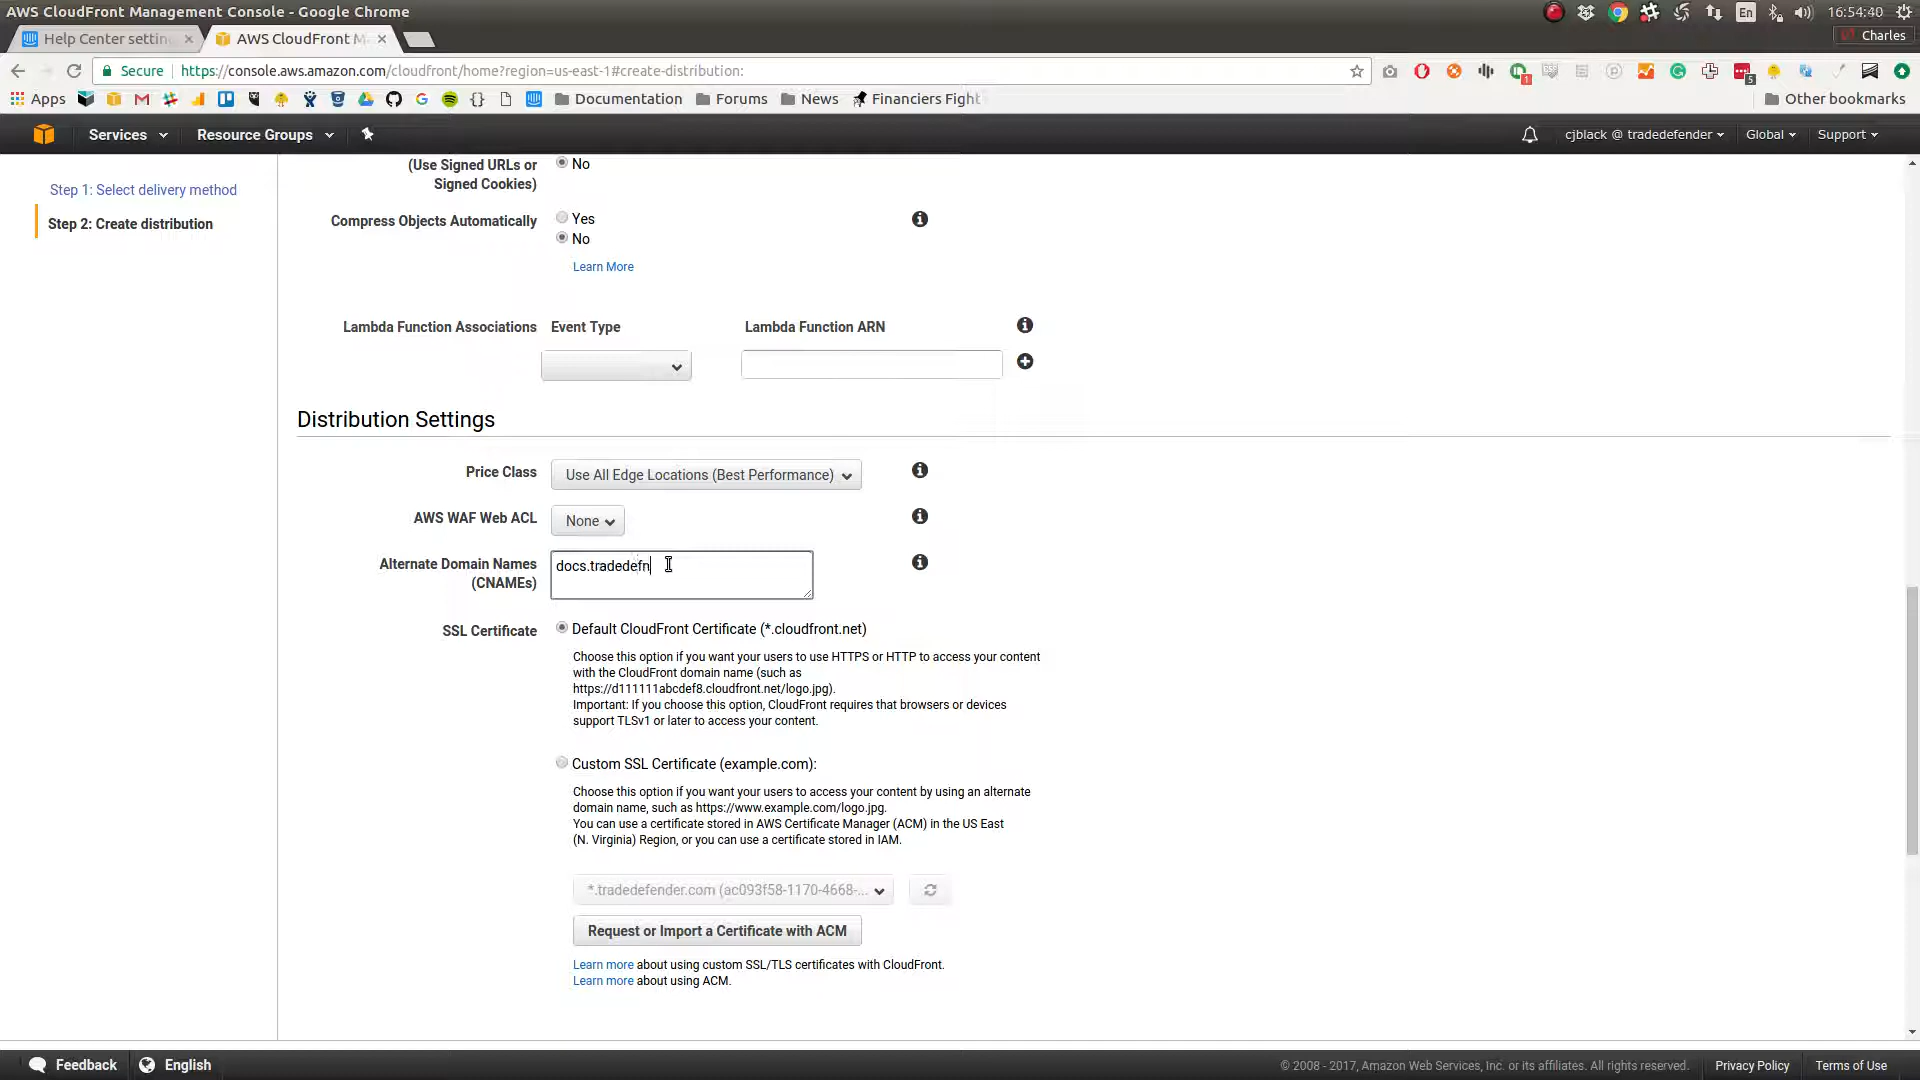 AWS CloudFront Management Console - Google Chrome
En
16:54:40
Help Center settin
AWS CloudFront M
Charles
Secure
https://console.aws.amazon.com/cloudfront/home?region=us-east-1#create-distribution:
Apps
Documentation
Forums
News
Financiers Fight
Other bookmarks
Services
Resource Groups
cjblack @ tradedefender
Global
Support
Step 1: Select delivery method
Step 2: Create distribution
(Use Signed URLs or
Signed Cookies)
No
Compress Objects Automatically
Yes
No
Learn More
Lambda Function Associations
Event Type
Lambda Function ARN
Distribution Settings
Price Class
Use All Edge Locations (Best Performance)
AWS WAF Web ACL
None
Alternate Domain Names
(CNAMEs)
docs.tradedefn
SSL Certificate
Default CloudFront Certificate (*.cloudfront.net)
Choose this option if you want your users to use HTTPS or HTTP to access your content
with the CloudFront domain name (such as
https://d111111abcdef8.cloudfront.net/logo.jpg).
Important: If you choose this option, CloudFront requires that browsers or devices
support TLSv1 or later to access your content.
Custom SSL Certificate (example.com):
Choose this option if you want your users to access your content by using an alternate
domain name, such as https://www.example.com/logo.jpg.
You can use a certificate stored in AWS Certificate Manager (ACM) in the US East
(N. Virginia) Region, or you can use a certificate stored in IAM.
*.tradedefender.com (ac093f58-1170-4668-...
Request or Import a Certificate with ACM
Learn more about using custom SSL/TLS certificates with CloudFront.
Learn more about using ACM.
Feedback
English
© 2008 - 2017, Amazon Web Services, Inc. or its affiliates. All rights reserved.
Privacy Policy
Terms of Use